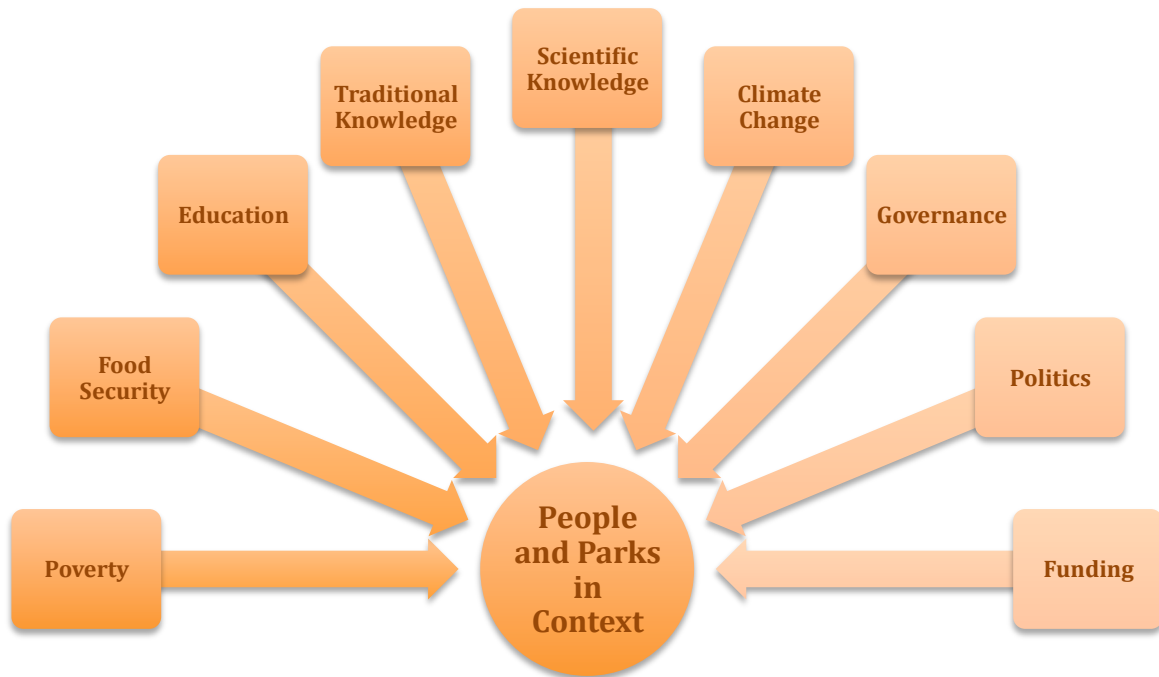 Scientific
Knowledge
Traditional
Knowledge
Climate
Change
Education
Governance
Food
Security
Politics
Poverty
People
and Parks
in
Context
Funding